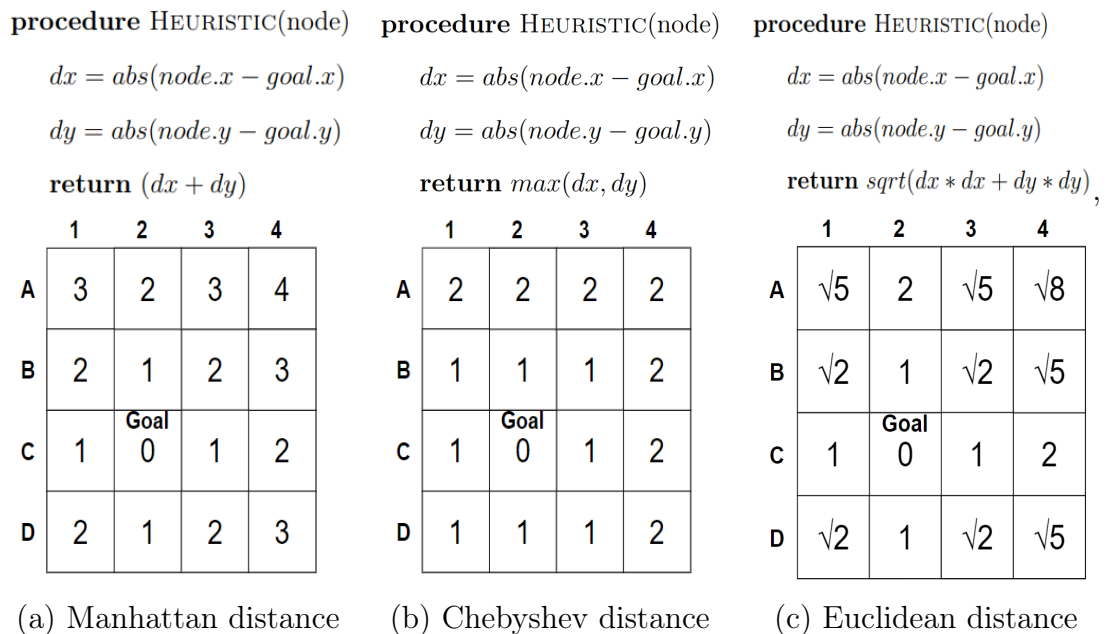 procedure HEURISTIC(node)
dx = abs(node.x − goal.x)
dy = abs(node.y − goal.y)
return (dx + dy)
1 2 3 4
A 3 2 3 4
B 2 1 2 3
Goal
C 1 0 1 2
D 2 1 2 3
(a) Manhattan distance
procedure HEURISTIC(node)
dx = abs(node.x − goal.x)
dy = abs(node.y − goal.y)
return max(dx, dy)
1 2 3 4
A 2 2 2 2
B 1 1 1 2
Goal
C 1 0 1 2
D 1 1 1 2
(b) Chebyshev distance
procedure HEURISTIC(node)
dx = abs(node.x − goal.x)
dy = abs(node.y − goal.y)
return sqrt(dx * dx + dy * dy) ,
1 2 3 4
A √5 2 √5 √8
B √2 1 √2 √5
Goal
C 1 0 1 2
D √2 1 √2 √5
(c) Euclidean distance